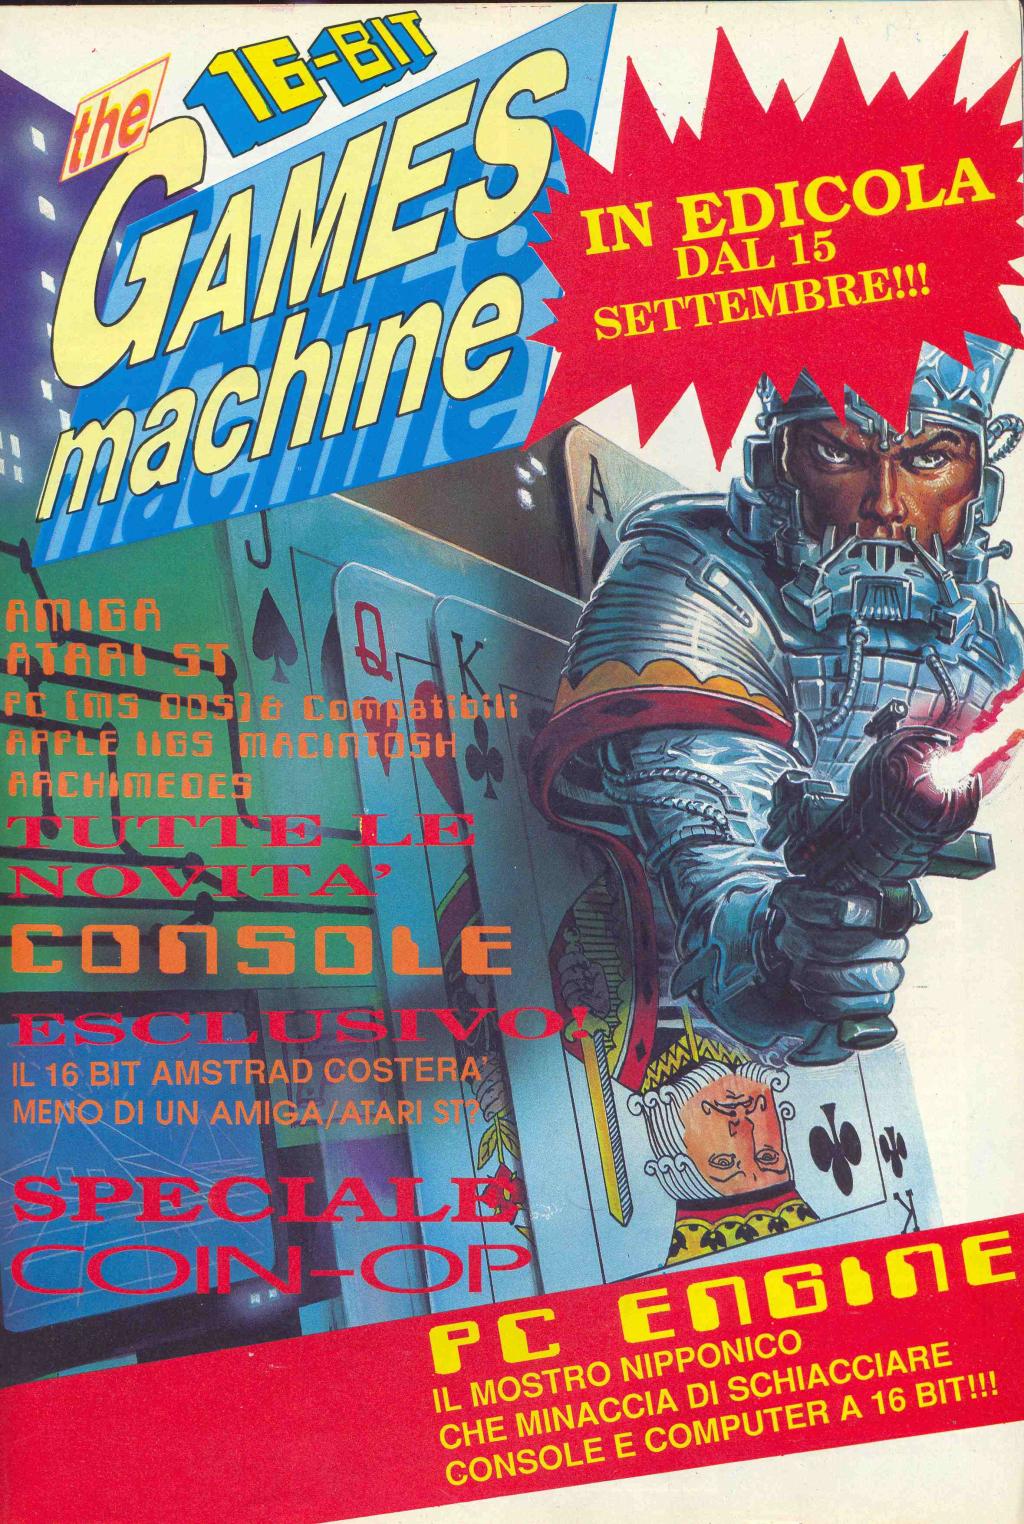 the
16-BIT
GAMES
machine
IN EDICOLA
DAL 15
SETTEMBRE!!!
A
J
Q
K
AMIGA
ATARI ST
PC [MS DOS] & Compatibili
APPLE IIGS MACINTOSH
ARCHIMEDES
TUTTE LE
NOVITA'
CONSOLE
ESCLUSIVO!
IL 16 BIT AMSTRAD COSTERA'
MENO DI UN AMIGA/ATARI ST?
SPECIALE
COIN-OP
K
PC ENGINE
IL MOSTRO NIPPONICO
CHE MINACCIA DI SCHIACCIARE
CONSOLE E COMPUTER A 16 BIT!!!